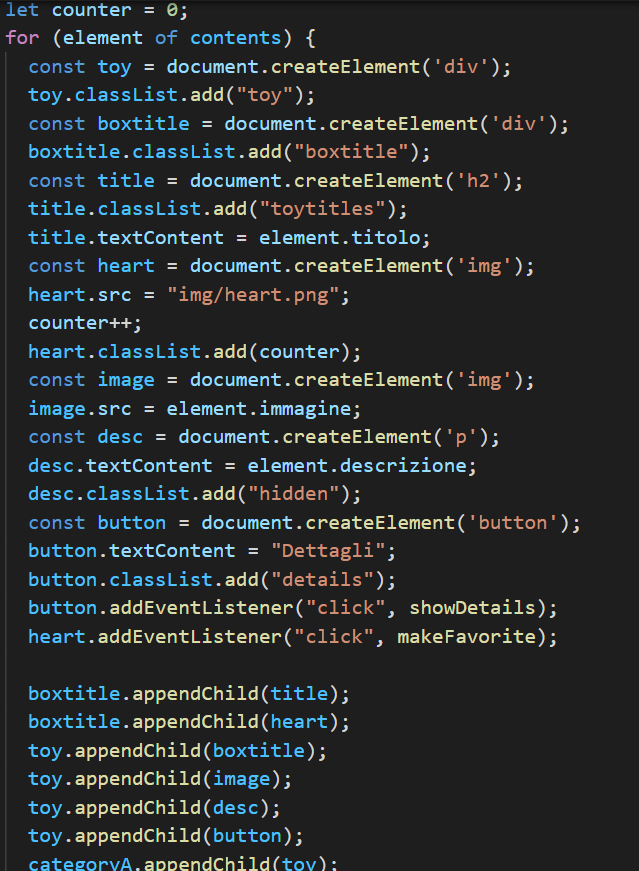 let counter = 0;
for (element of contents) {
const toy = document.createElement('div');
toy.classList.add("toy");
const boxtitle = document.createElement('div');
boxtitle.classList.add("boxtitle");
const title = document.createElement('h2');
title.classList.add("toytitles");
title.textContent = element.titolo;
const heart = document.createElement('img');
heart.src = "img/heart.png";
counter++;
heart.classList.add(counter);
const image = document.createElement('img');
image.src = element.immagine;
const desc = document.createElement('p');
desc.textContent = element.descrizione;
desc.classList.add("hidden");
const button = document.createElement('button');
button.textContent = "Dettagli";
button.classList.add("details");
button.addEventListener("click", showDetails);
heart.addEventListener("click", makeFavorite);
boxtitle.appendChild(title);
boxtitle.appendChild(heart);
toy.appendChild(boxtitle);
toy.appendChild(image);
toy.appendChild(desc);
toy.appendChild(button);
categoryA.appendChild(toy);